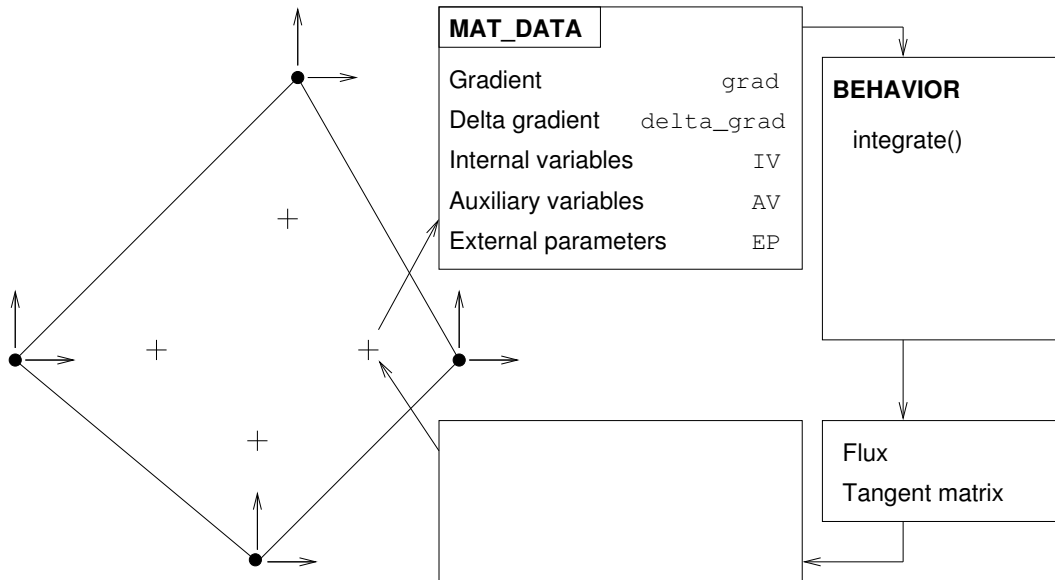 MAT_DATA
Gradient grad
Delta gradient delta_grad
Internal variables IV
Auxiliary variables AV
External parameters EP
BEHAVIOR
integrate()
Flux
Tangent matrix